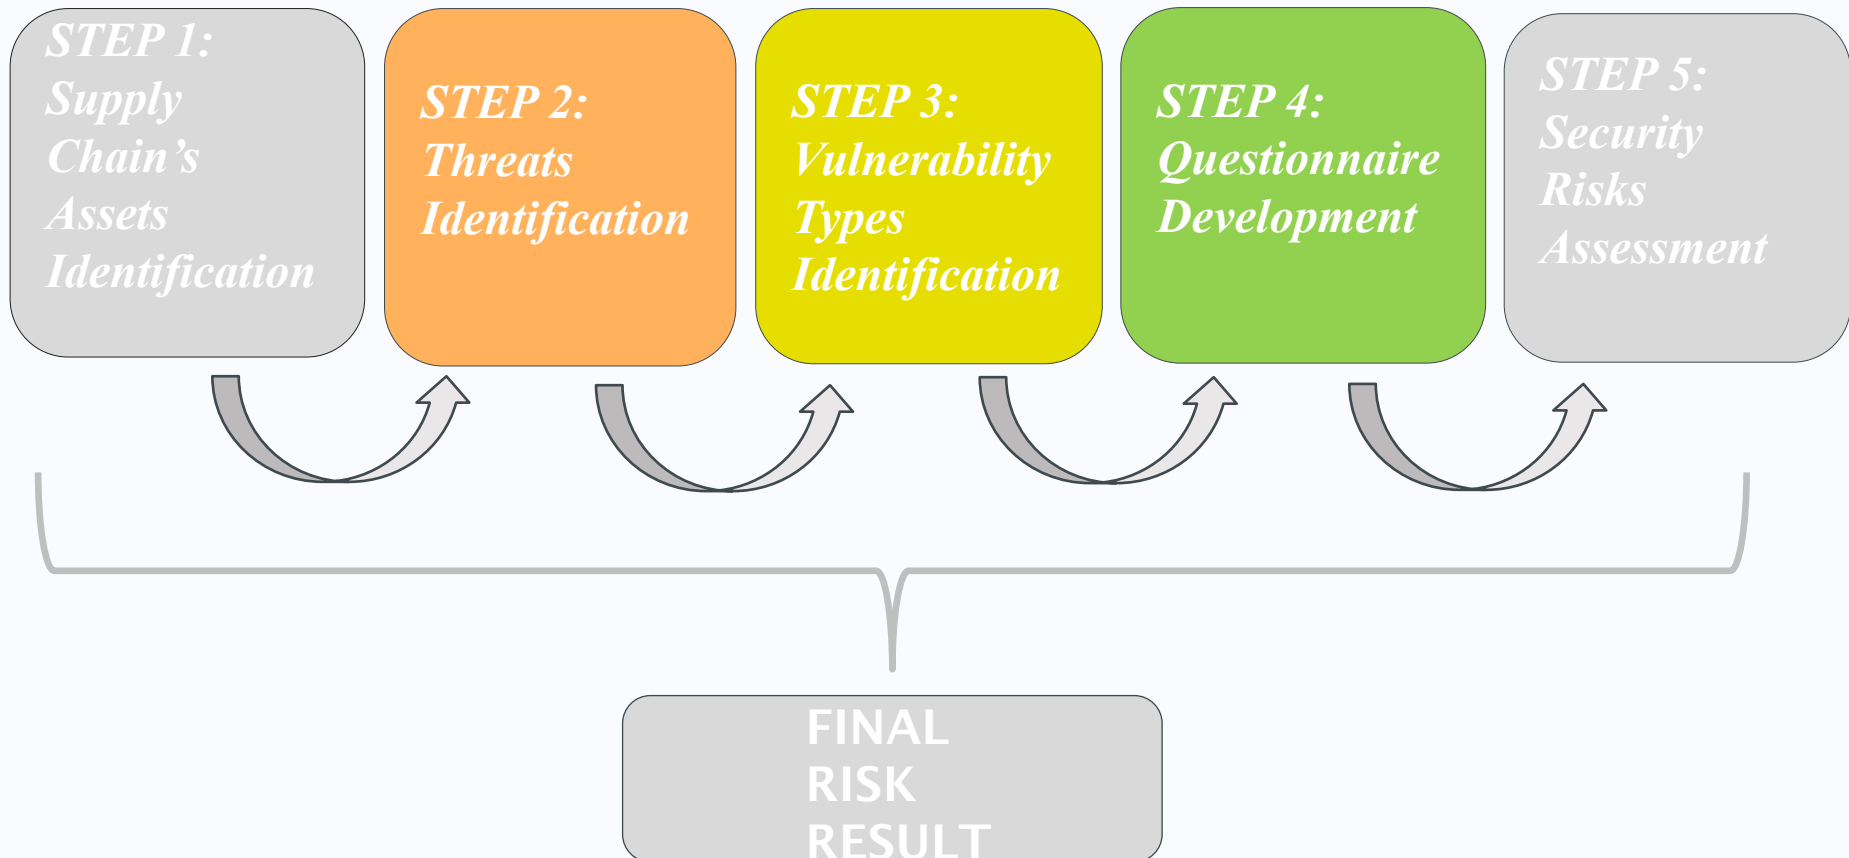 STEP 1:
Supply
Chain’s
Assets
Identification
STEP 2:
Threats
Identification
STEP 3:
Vulnerability
Types
Identification
STEP 4:
Questionnaire
Development
STEP 5:
Security
Risks
Assessment
FINAL
RISK
RESULT